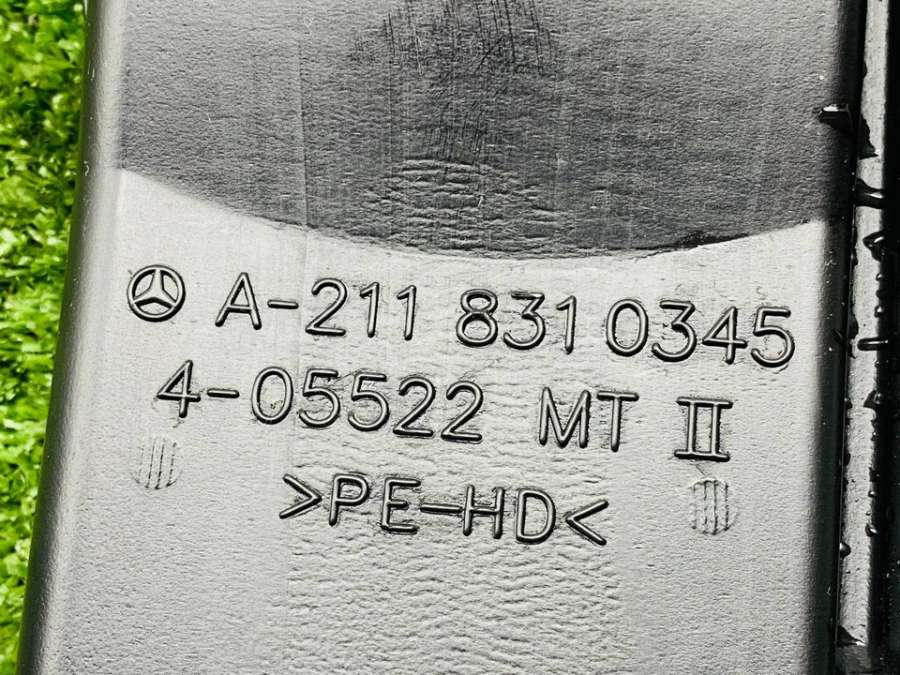 A-211 831 0345
4-05522 MT II
>PE-HD<